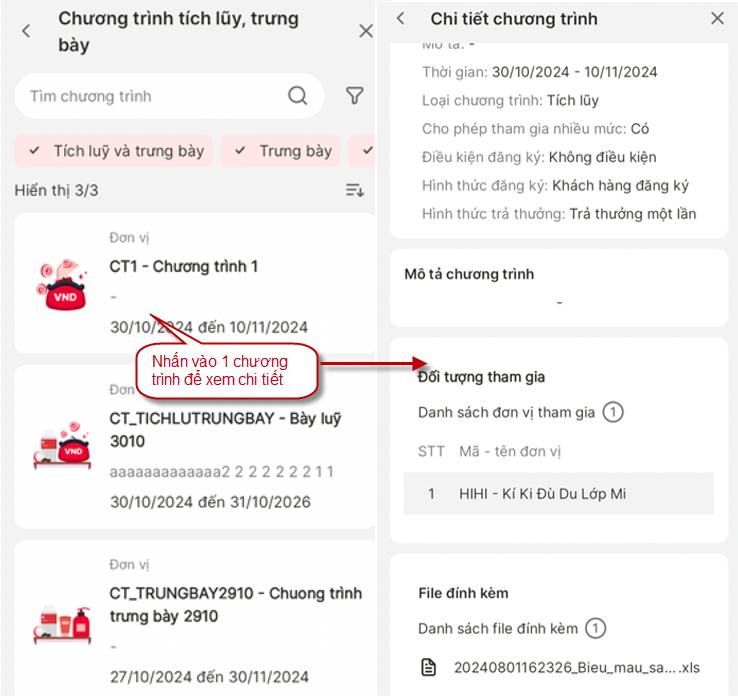 Chương trình tích lũy, trưng
bày
Tìm chương trình
Tích luỹ và trưng bày
Trưng bày
Hiển thị 3/3
Đơn vị
CT1 - Chương trình 1
-
30/10/2024 đến 10/11/2024
Nhấn vào 1 chương
trình để xem chi tiết
Đơn
CT_TICHLUTRUNGBAY - Bày luỹ
3010
aaaaaaaaaaaaa2 2 2 2 2 2 2 1 1
30/10/2024 đến 31/10/2026
Đơn vị
CT_TRUNGBAY2910 - Chuong trình
trưng bày 2910
-
27/10/2024 đến 30/11/2024
VND
VND
Chi tiết chương trình
Mô tả: -
Thời gian: 30/10/2024 - 10/11/2024
Loại chương trình: Tích lũy
Cho phép tham gia nhiều mức: Có
Điều kiện đăng ký: Không điều kiện
Hình thức đăng ký: Khách hàng đăng ký
Hình thức trả thưởng: Trả thưởng một lần
Mô tả chương trình
-
Đối tượng tham gia
Danh sách đơn vị tham gia 1
STT Mã - tên đơn vị
1 HIHI - Kí Ki Đù Du Lớp Mi
File đính kèm
Danh sách file đính kèm 1
20240801162326_Bieu_mau_sa... .xls